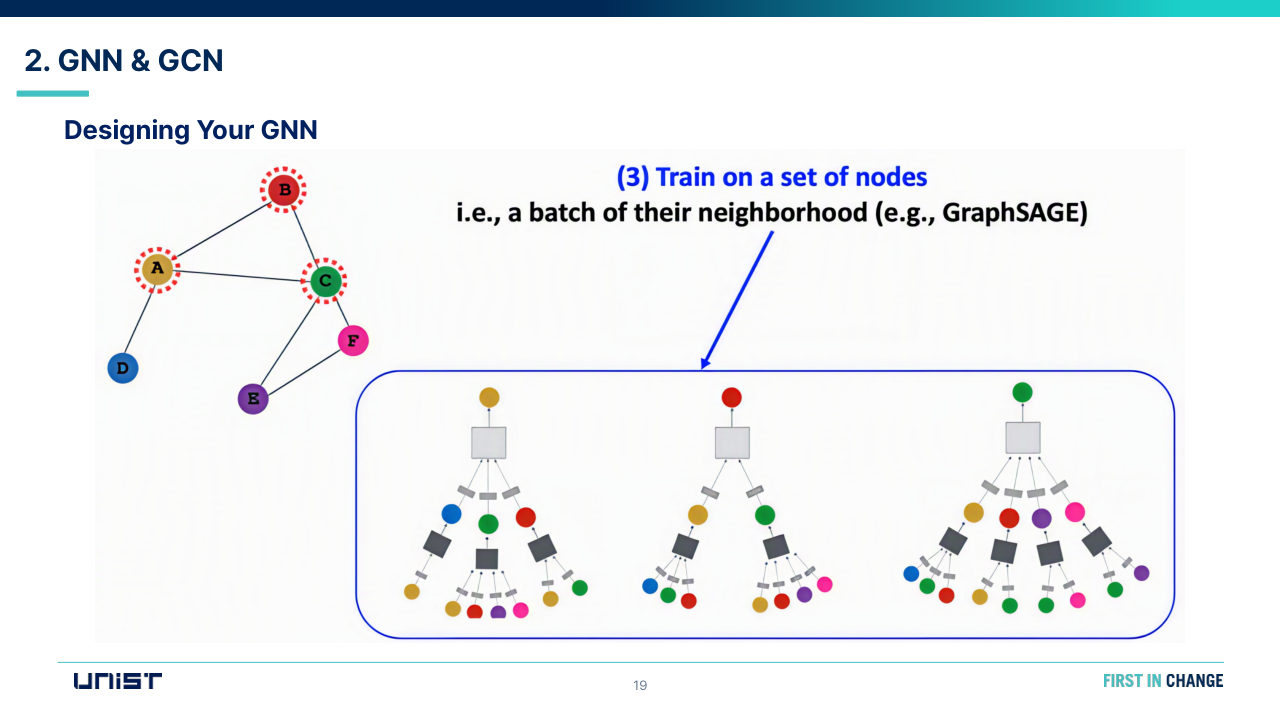 2. GNN & GCN
Designing Your GNN
(3) Train on a set of nodes
i.e., a batch of their neighborhood (e.g., GraphSAGE)
B
A
C
F
D
E
UNIST
19
FIRST IN CHANGE